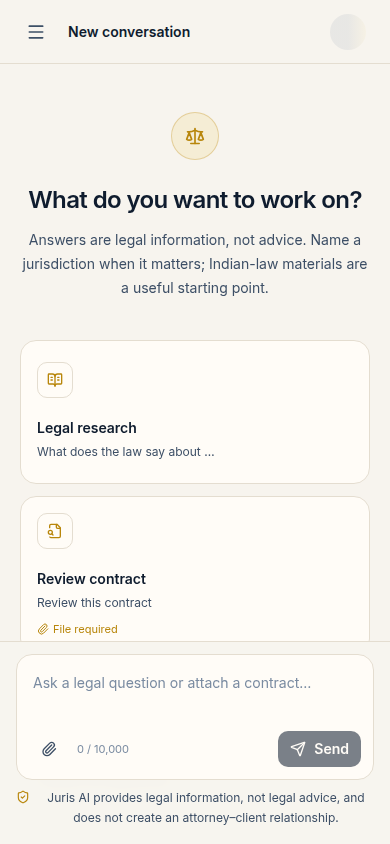 New conversation
What do you want to work on?
Answers are legal information, not advice. Name a
jurisdiction when it matters; Indian-law materials are
a useful starting point.
Legal research
What does the law say about ...
Review contract
Review this contract
File required
Ask a legal question or attach a contract...
0 / 10,000
Send
Juris AI provides legal information, not legal advice, and
does not create an attorney–client relationship.